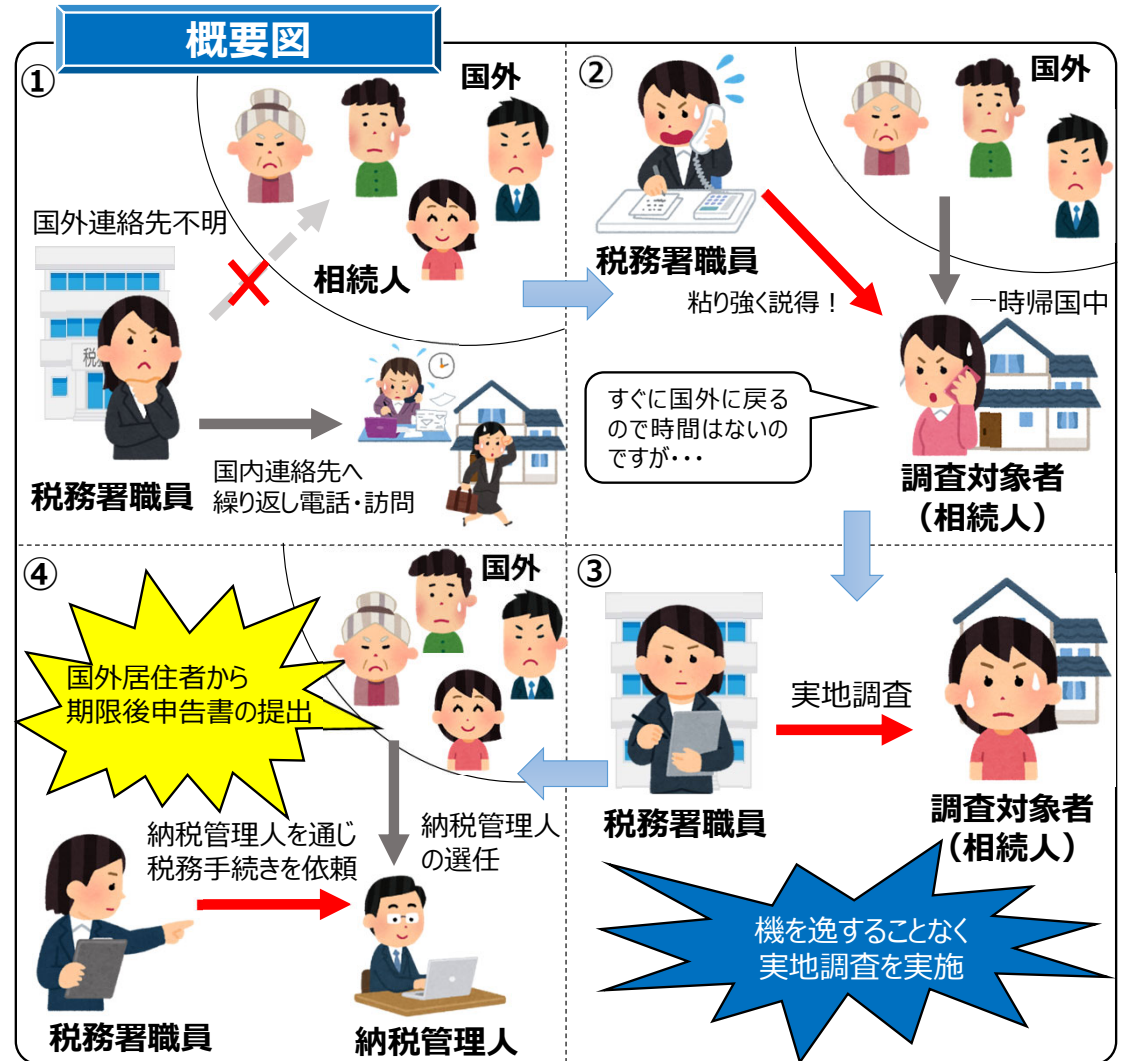 概要図
①
国外
国外連絡先不明
相続人
税
税務署職員
国内連絡先へ
繰り返し電話・訪問
②
国外
税務署職員
粘り強く説得！
一時帰国中
すぐに国外に戻る
ので時間はないの
ですが・・・
調査対象者
（相続人）
③
実地調査
税務署職員
調査対象者
（相続人）
機を逸することなく
実地調査を実施
④
国外
国外居住者から
期限後申告書の提出
納税管理人を通じ
税務手続きを依頼
納税管理人
の選任
税務署職員
納税管理人